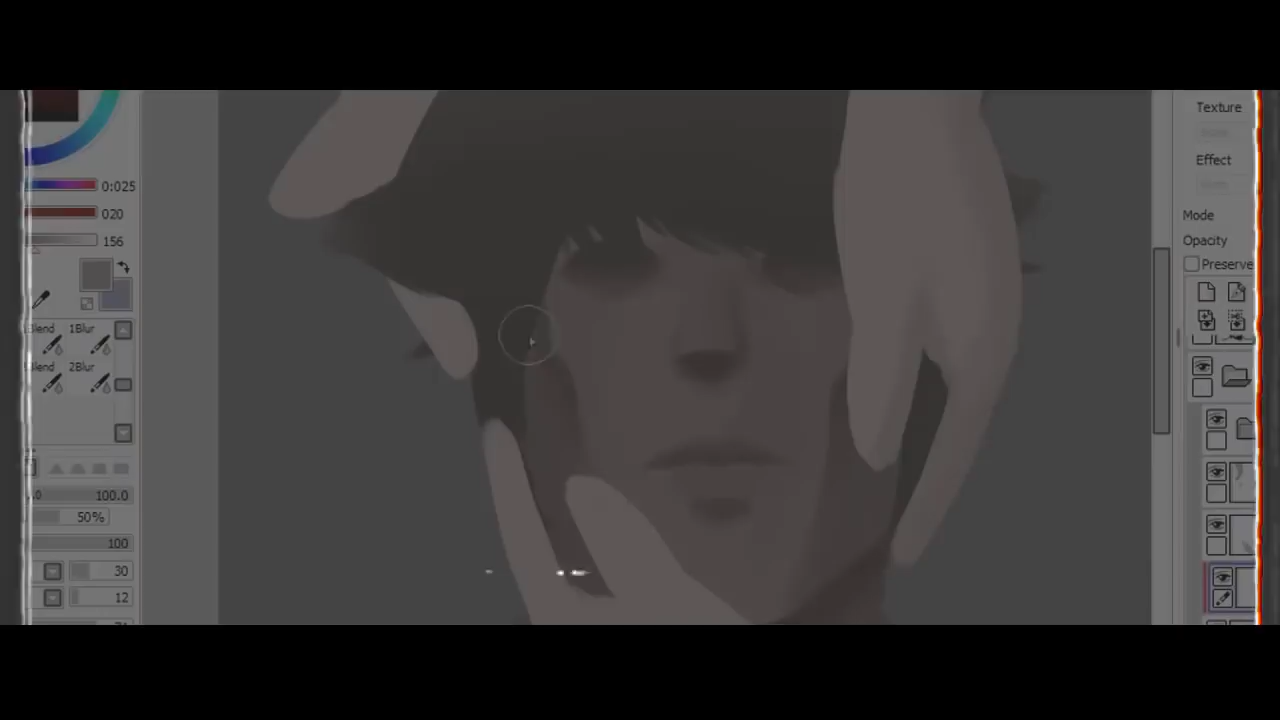 Texture
0:025
Effect
020
Mode
156
Opacity
Preserve
Blend 1Blur
Blend 2Blur
100.0
50%
100
30
12